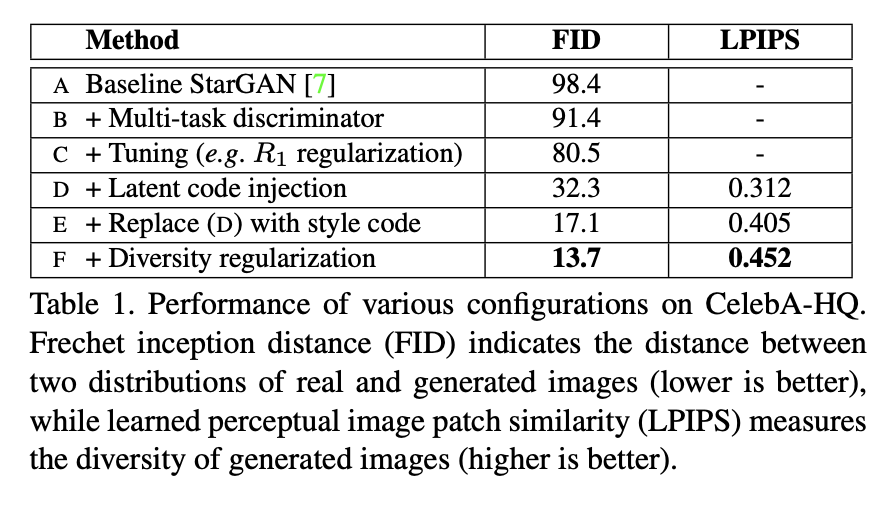 Method FID LPIPS
A Baseline StarGAN [7] 98.4 -
B + Multi-task discriminator 91.4 -
C + Tuning (e.g. R1 regularization) 80.5 -
D + Latent code injection 32.3 0.312
E + Replace (D) with style code 17.1 0.405
F + Diversity regularization 13.7 0.452
Table 1. Performance of various configurations on CelebA-HQ.
Frechet inception distance (FID) indicates the distance between
two distributions of real and generated images (lower is better),
while learned perceptual image patch similarity (LPIPS) measures
the diversity of generated images (higher is better).